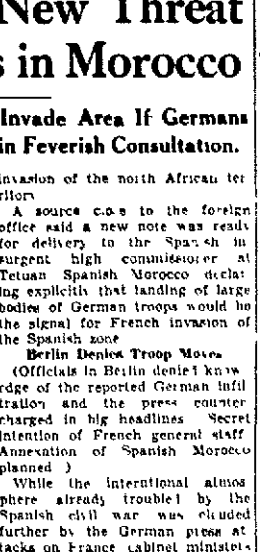 New Threat
s in Morocco
Invade Area If Germans
in Feverish Consultation.
invasion of the north African ter
ritory
A source c.o.s to the foreign
office said a new note was ready
for delivery to the Spanish in
surgent high commissioner at
Tetuan Spanish Morocco declar
ing explicitly that landing of large
bodies of German troops would be
the signal for French invasion of
the Spanish zone
Berlin Denies Troop Moves
(Officials in Berlin denied know
edge of the reported German infil
tration and the press counter
charged in big headlines Secret
intention of French general staff
Annexation of Spanish Morocco
planned )
While the international atmos
phere already troubled by the
Spanish civil war was clouded
further by the German press at
tacks on France cabinet ministers